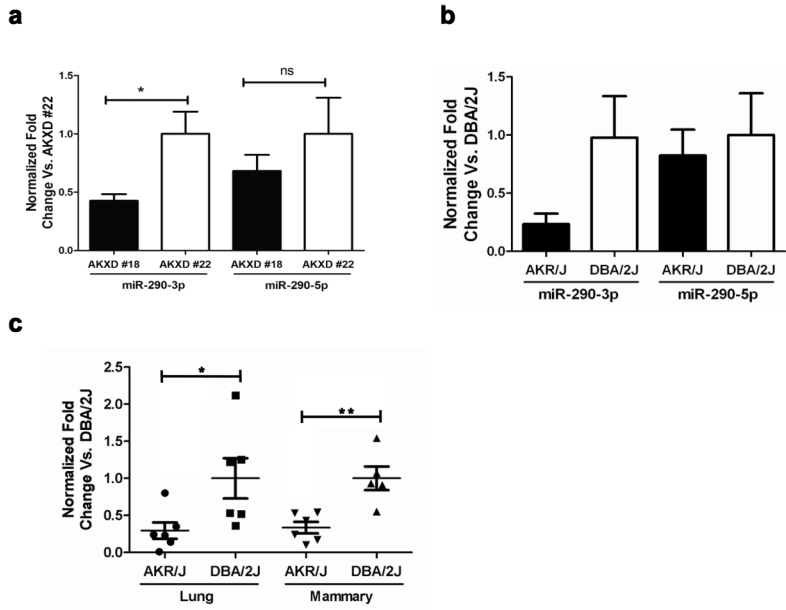 a
Normalized Fold
Change Vs. AKXD #22
1.5
1.0
0.5
0.0
*
ns
AKXD #18 AKXD #22 AKXD #18 AKXD #22
miR-290-3p miR-290-5p
b
Normalized Fold
Change Vs. DBA/2J
1.5
1.0
0.5
0.0
AKR/J DBA/2J AKR/J DBA/2J
miR-290-3p miR-290-5p
c
Normalized Fold
Change Vs. DBA/2J
2.5
2.0
1.5
1.0
0.5
0.0
*
**
AKR/J DBA/2J AKR/J DBA/2J
Lung Mammary